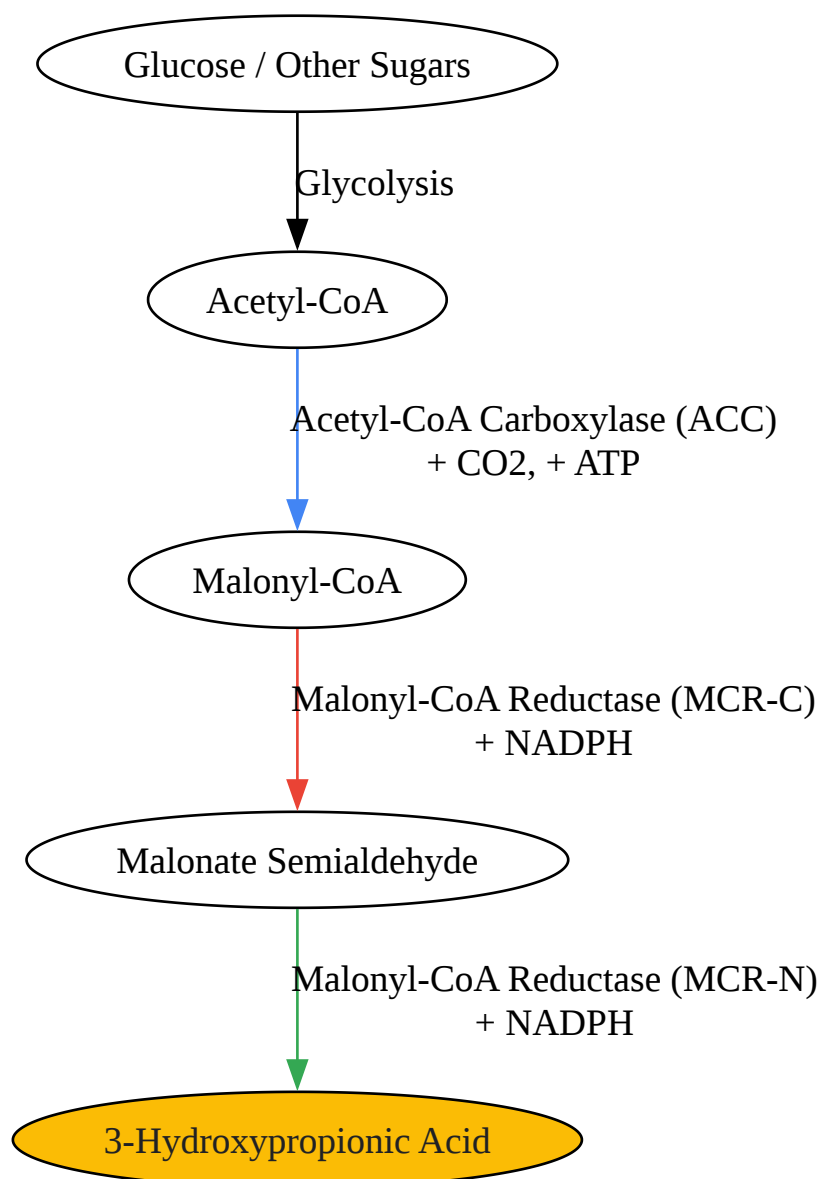 Glucose / Other Sugars
Glycolysis
Acetyl-CoA
Acetyl-CoA Carboxylase (ACC)
+ CO2, + ATP
Malonyl-CoA
Malonyl-CoA Reductase (MCR-C)
+ NADPH
Malonate Semialdehyde
Malonyl-CoA Reductase (MCR-N)
+ NADPH
3-Hydroxypropionic Acid